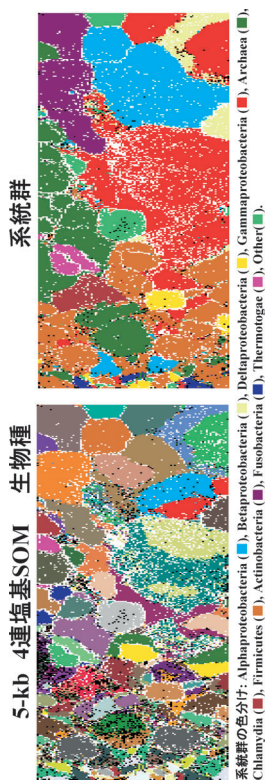 5-kb 4連塩基SOM 生物種 系統群
系統群の色分け: Alphaproteobacteria (■), Betaproteobacteria (■), Deltaproteobacteria (■), Gammaproteobacteria (■), Archaea (■),
Chlamydia (■), Firmicutes (■), Actinobacteria (■), Fusobacteria (■), Thermotogae (■), Other(■).